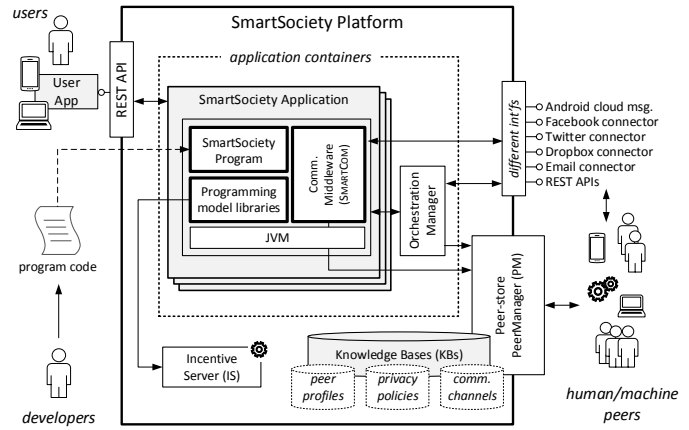 users
SmartSociety Platform
application containers
User
App
REST API
SmartSociety Application
SmartSociety
Program
Programming
model libraries
Comm.
Middleware
(SMARTCOM)
JVM
Orchestration
Manager
different int'fs
Android cloud msg.
Facebook connector
Twitter connector
Dropbox connector
Email connector
REST APIs
program code
Peer-store
PeerManager (PM)
Incentive
Server (IS)
Knowledge Bases (KBs)
peer
profiles
privacy
policies
comm.
channels
developers
human/machine
peers